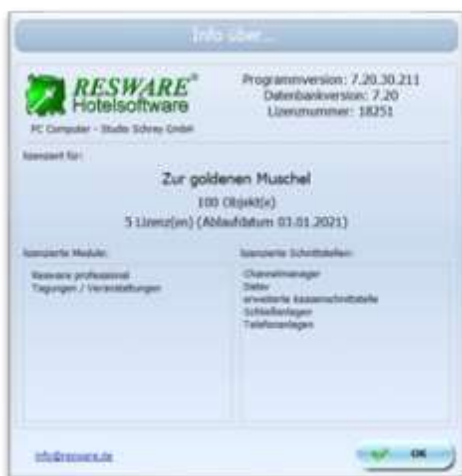 Info über...
RESWARE®
Hotelsoftware
PC Computer - Studio Schrey GmbH
Programmversion: 7.20.30.211
Datenbankversion: 7.20
Lizenznummer: 18251
lizenziert für:
Zur goldenen Muschel
100 Objekt(e)
5 Lizenz(en) (Ablaufdatum 03.01.2021)
lizenzierte Module:
Resware professional
Tagungen / Veranstaltungen
lizenzierte Schnittstellen:
Channelmanager
Datev
erweiterte Kassenschnittstelle
Schließanlagen
Telefonanlagen
info@resware.de
OK